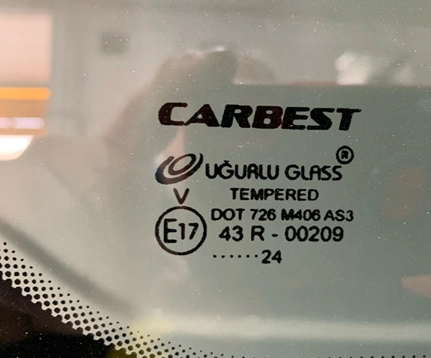 CARBEST
UĞURLU GLASS ®
V TEMPERED
DOT 726 M406 AS3
E17 43 R - 00209
······24